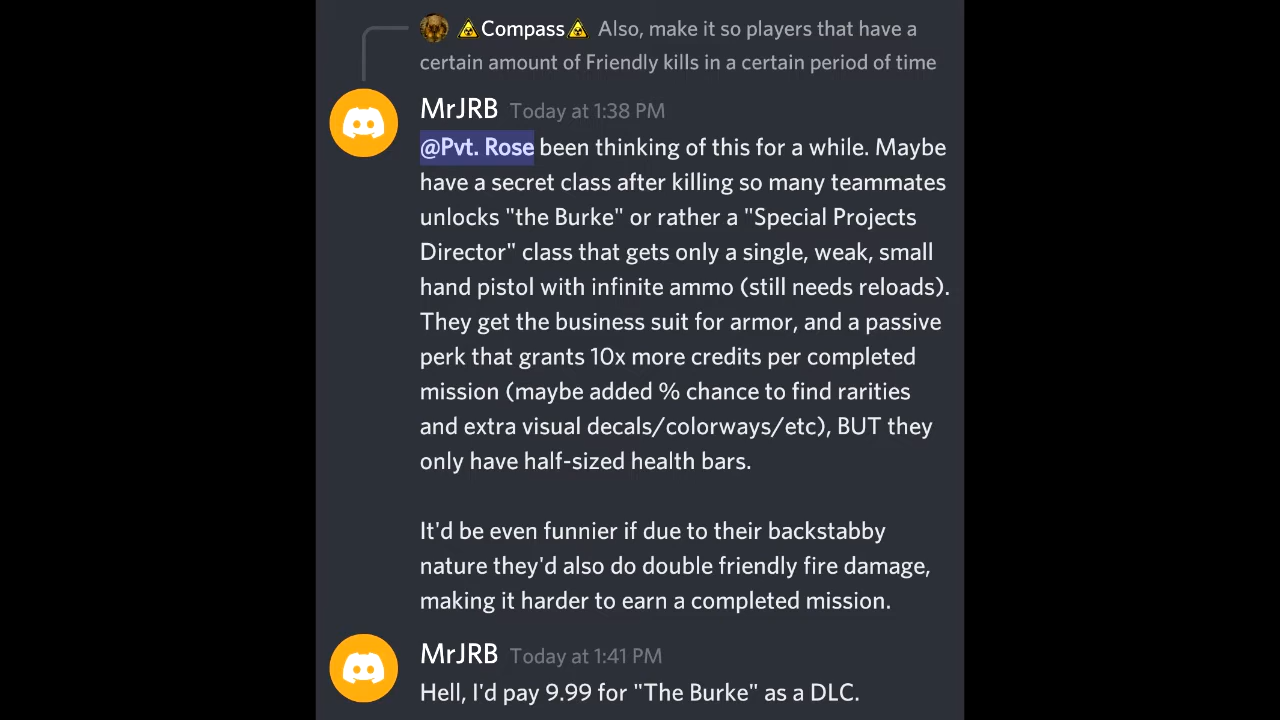 ⚠Compass⚠ Also, make it so players that have a
certain amount of Friendly kills in a certain period of time
MrJRB Today at 1:38 PM
@Pvt. Rose been thinking of this for a while. Maybe
have a secret class after killing so many teammates
unlocks "the Burke" or rather a "Special Projects
Director" class that gets only a single, weak, small
hand pistol with infinite ammo (still needs reloads).
They get the business suit for armor, and a passive
perk that grants 10x more credits per completed
mission (maybe added % chance to find rarities
and extra visual decals/colorways/etc), BUT they
only have half-sized health bars.
It'd be even funnier if due to their backstabby
nature they'd also do double friendly fire damage,
making it harder to earn a completed mission.
MrJRB Today at 1:41 PM
Hell, I'd pay 9.99 for "The Burke" as a DLC.